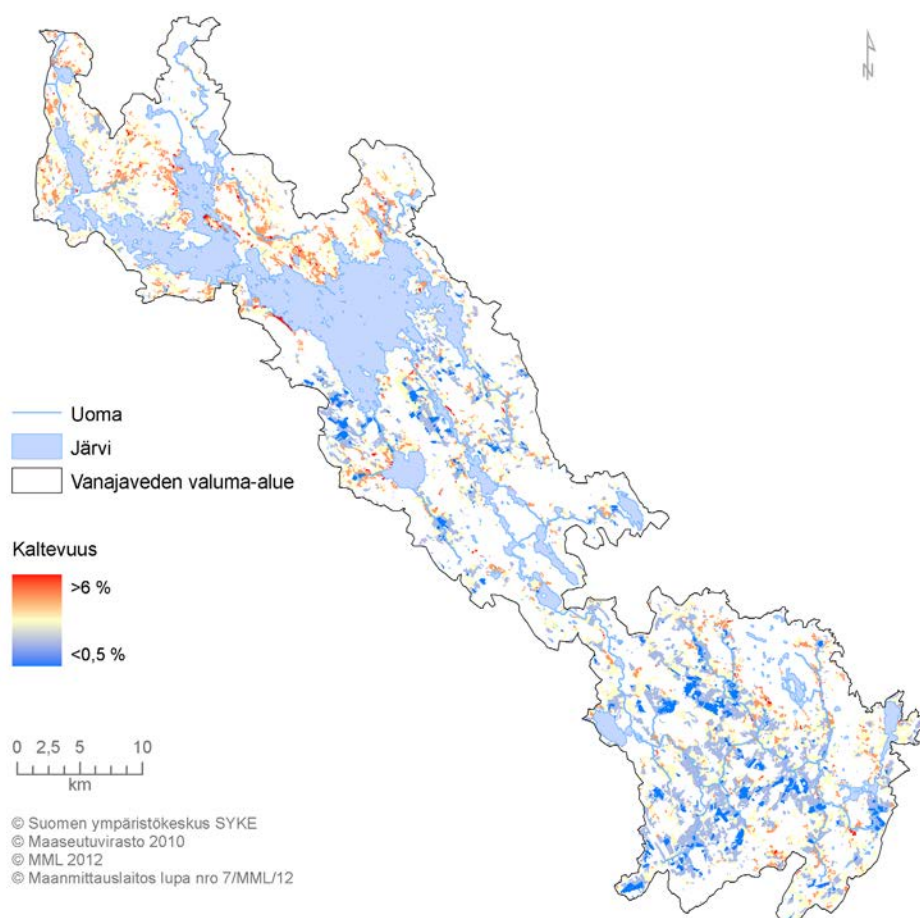 Uoma
Järvi
Vanajaveden valuma-alue
Kaltevuus
>6 %
<0,5 %
0 2,5 5 10
km
© Suomen ympäristökeskus SYKE
© Maaseutuvirasto 2010
© MML 2012
© Maanmittauslaitos lupa nro 7/MML/12